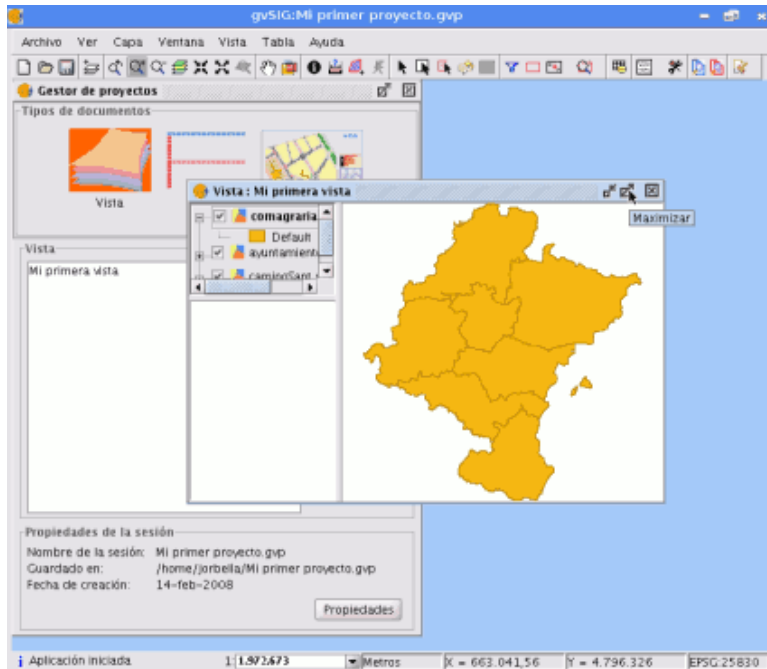 gvSIG:Mi primer proyecto.gvp
Archivo Ver Capa Ventana Vista Tabla Ayuda
Gestor de proyectos
Tipos de documentos
Vista
Vista : Mi primera vista
Maximizar
comagraria
Default
ayuntamiento
caminoSant
Vista
Mi primera vista
Propiedades de la sesión
Nombre de la sesión: Mi primer proyecto.gvp
Guardado en: /home/jorbella/Mi primer proyecto.gvp
Fecha de creación: 14-feb-2008
Propiedades
Aplicación iniciada 1: 1.972.673 Metros X = 663.041,56 Y = 4.796.326 EPSG:25830